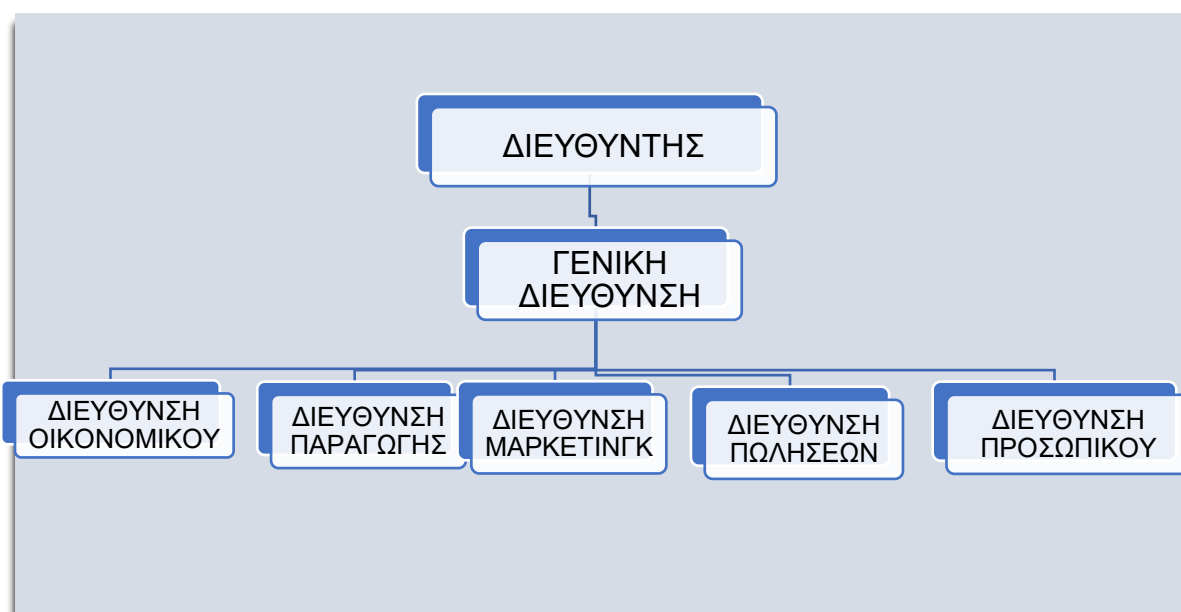 ΔΙΕΥΘΥΝΤΗΣ
ΓΕΝΙΚΗ
ΔΙΕΥΘΥΝΣΗ
ΔΙΕΥΘΥΝΣΗ
ΟΙΚΟΝΟΜΙΚΟΥ
ΔΙΕΥΘΥΝΣΗ
ΠΑΡΑΓΩΓΗΣ
ΔΙΕΥΘΥΝΣΗ
ΜΑΡΚΕΤΙΝΓΚ
ΔΙΕΥΘΥΝΣΗ
ΠΩΛΗΣΕΩΝ
ΔΙΕΥΘΥΝΣΗ
ΠΡΟΣΩΠΙΚΟΥ